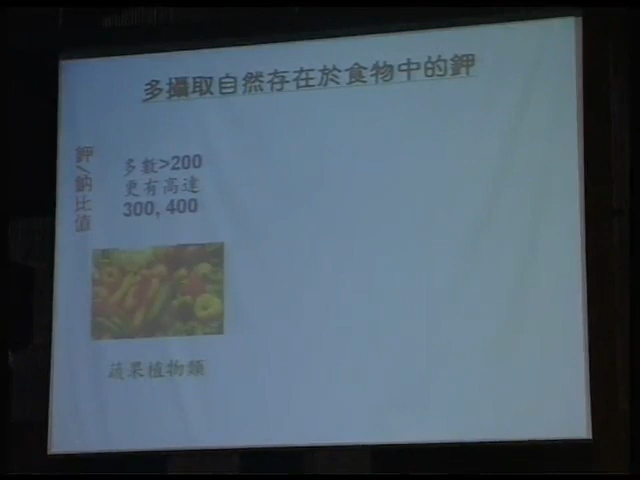 多攝取自然存在於食物中的鉀
鉀/鈉比值
多數>200
更有高達
300, 400
蔬果植物類